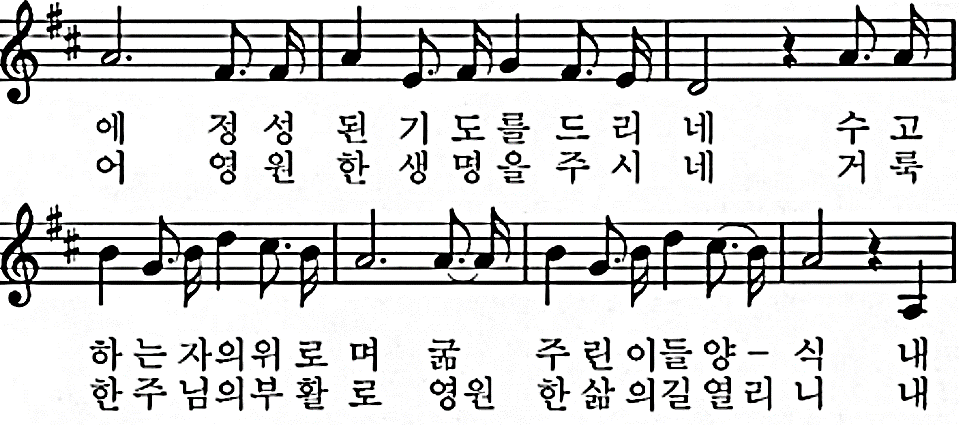 에 정 성 된 기 도 를 드 리 네 수 고
어 영 원 한 생 명 을 주 시 네 거 룩
하 는 자 의 위 로 며 굶 주 린 이 들 양 - 식 내
한 주 님 의 부 활 로 영 원 한 삶 의 길 열 리 니 내